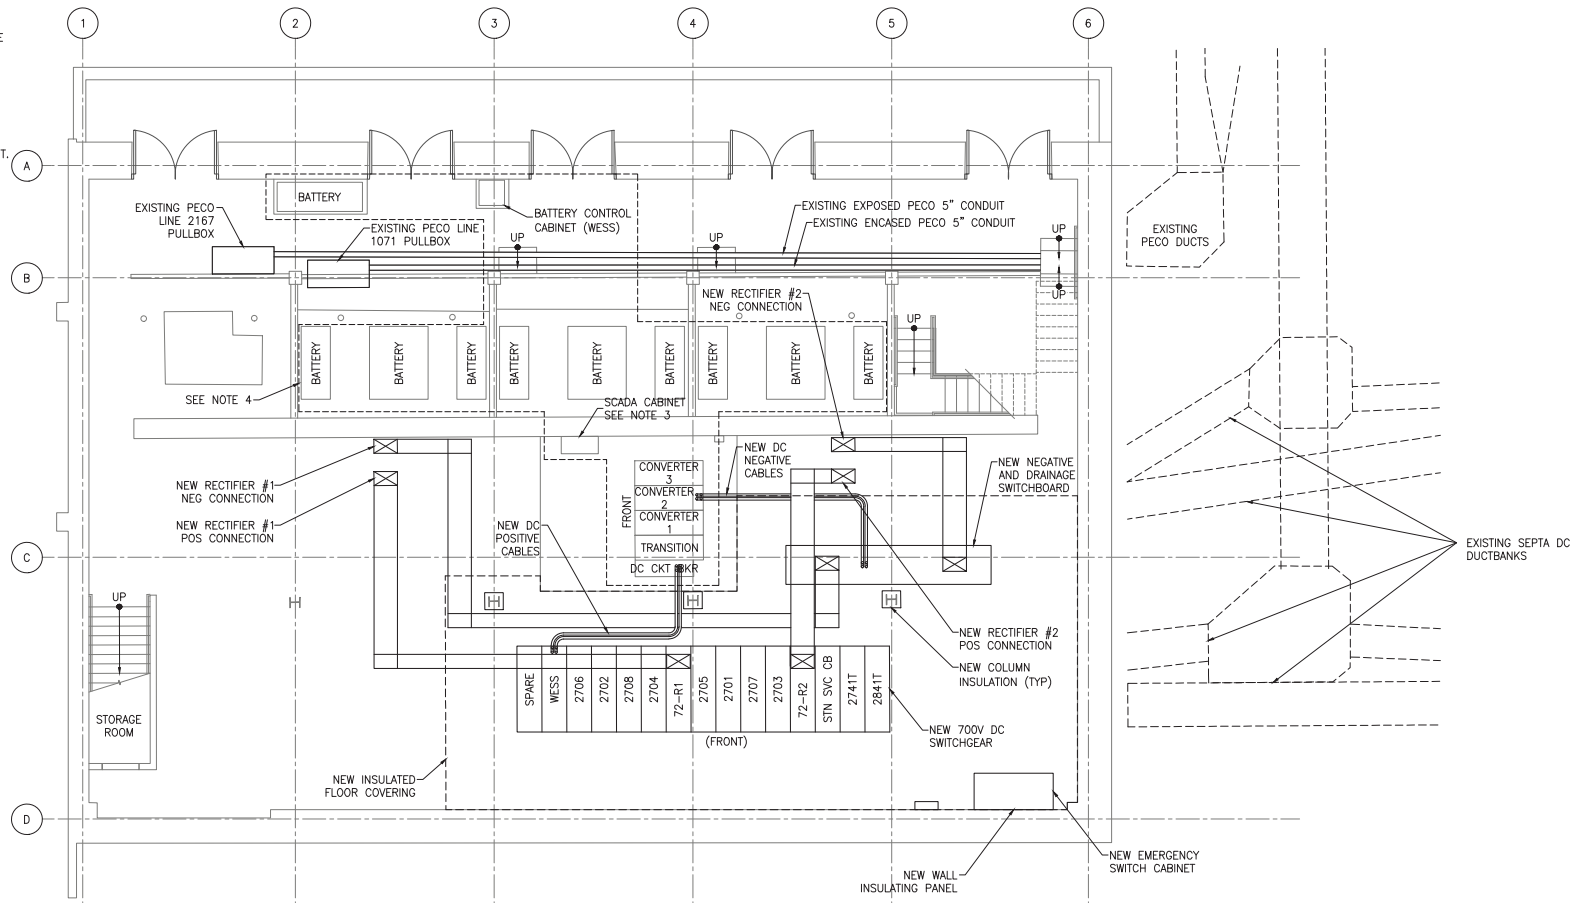 1
2
3
4
5
6
E
T.
A
B
C
D
BATTERY
EXISTING PECO
LINE 2167
PULLBOX
EXISTING PECO LINE
1071 PULLBOX
BATTERY CONTROL
CABINET (WESS)
UP
UP
EXISTING EXPOSED PECO 5" CONDUIT
EXISTING ENCASED PECO 5" CONDUIT
UP
UP
EXISTING
PECO DUCTS
NEW RECTIFIER #2
NEG CONNECTION
UP
BATTERY
BATTERY
BATTERY
BATTERY
BATTERY
BATTERY
BATTERY
BATTERY
BATTERY
SEE NOTE 4
SCADA CABINET
SEE NOTE 3
NEW RECTIFIER #1
NEG CONNECTION
NEW RECTIFIER #1
POS CONNECTION
CONVERTER
3
CONVERTER
2
CONVERTER
1
TRANSITION
DC CKT BKR
FRONT
NEW DC
NEGATIVE
CABLES
NEW DC
POSITIVE
CABLES
NEW NEGATIVE
AND DRAINAGE
SWITCHBOARD
EXISTING SEPTA DC
DUCTBANKS
UP
STORAGE
ROOM
NEW RECTIFIER #2
POS CONNECTION
NEW COLUMN
INSULATION (TYP)
SPARE
WESS
2706
2702
2708
2704
72-R1
2705
2701
2707
2703
72-R2
STN SVC CB
2741T
2841T
(FRONT)
NEW 700V DC
SWITCHGEAR
NEW INSULATED
FLOOR COVERING
NEW EMERGENCY
SWITCH CABINET
NEW WALL
INSULATING PANEL